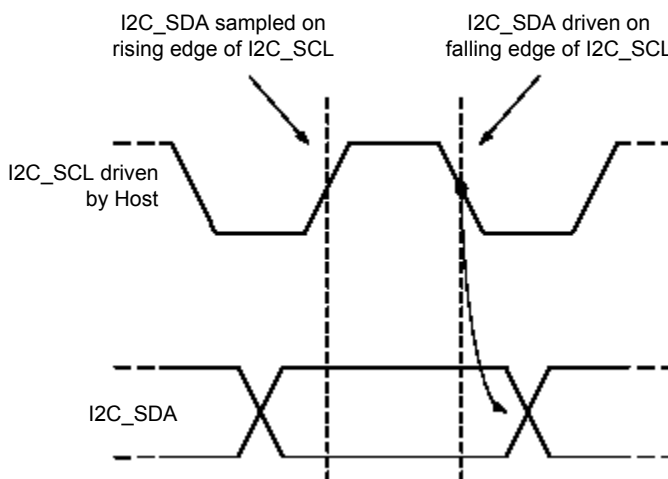 I2C_SDA sampled on
rising edge of I2C_SCL
I2C_SDA driven on
falling edge of I2C_SCL
I2C_SCL driven
by Host
I2C_SDA